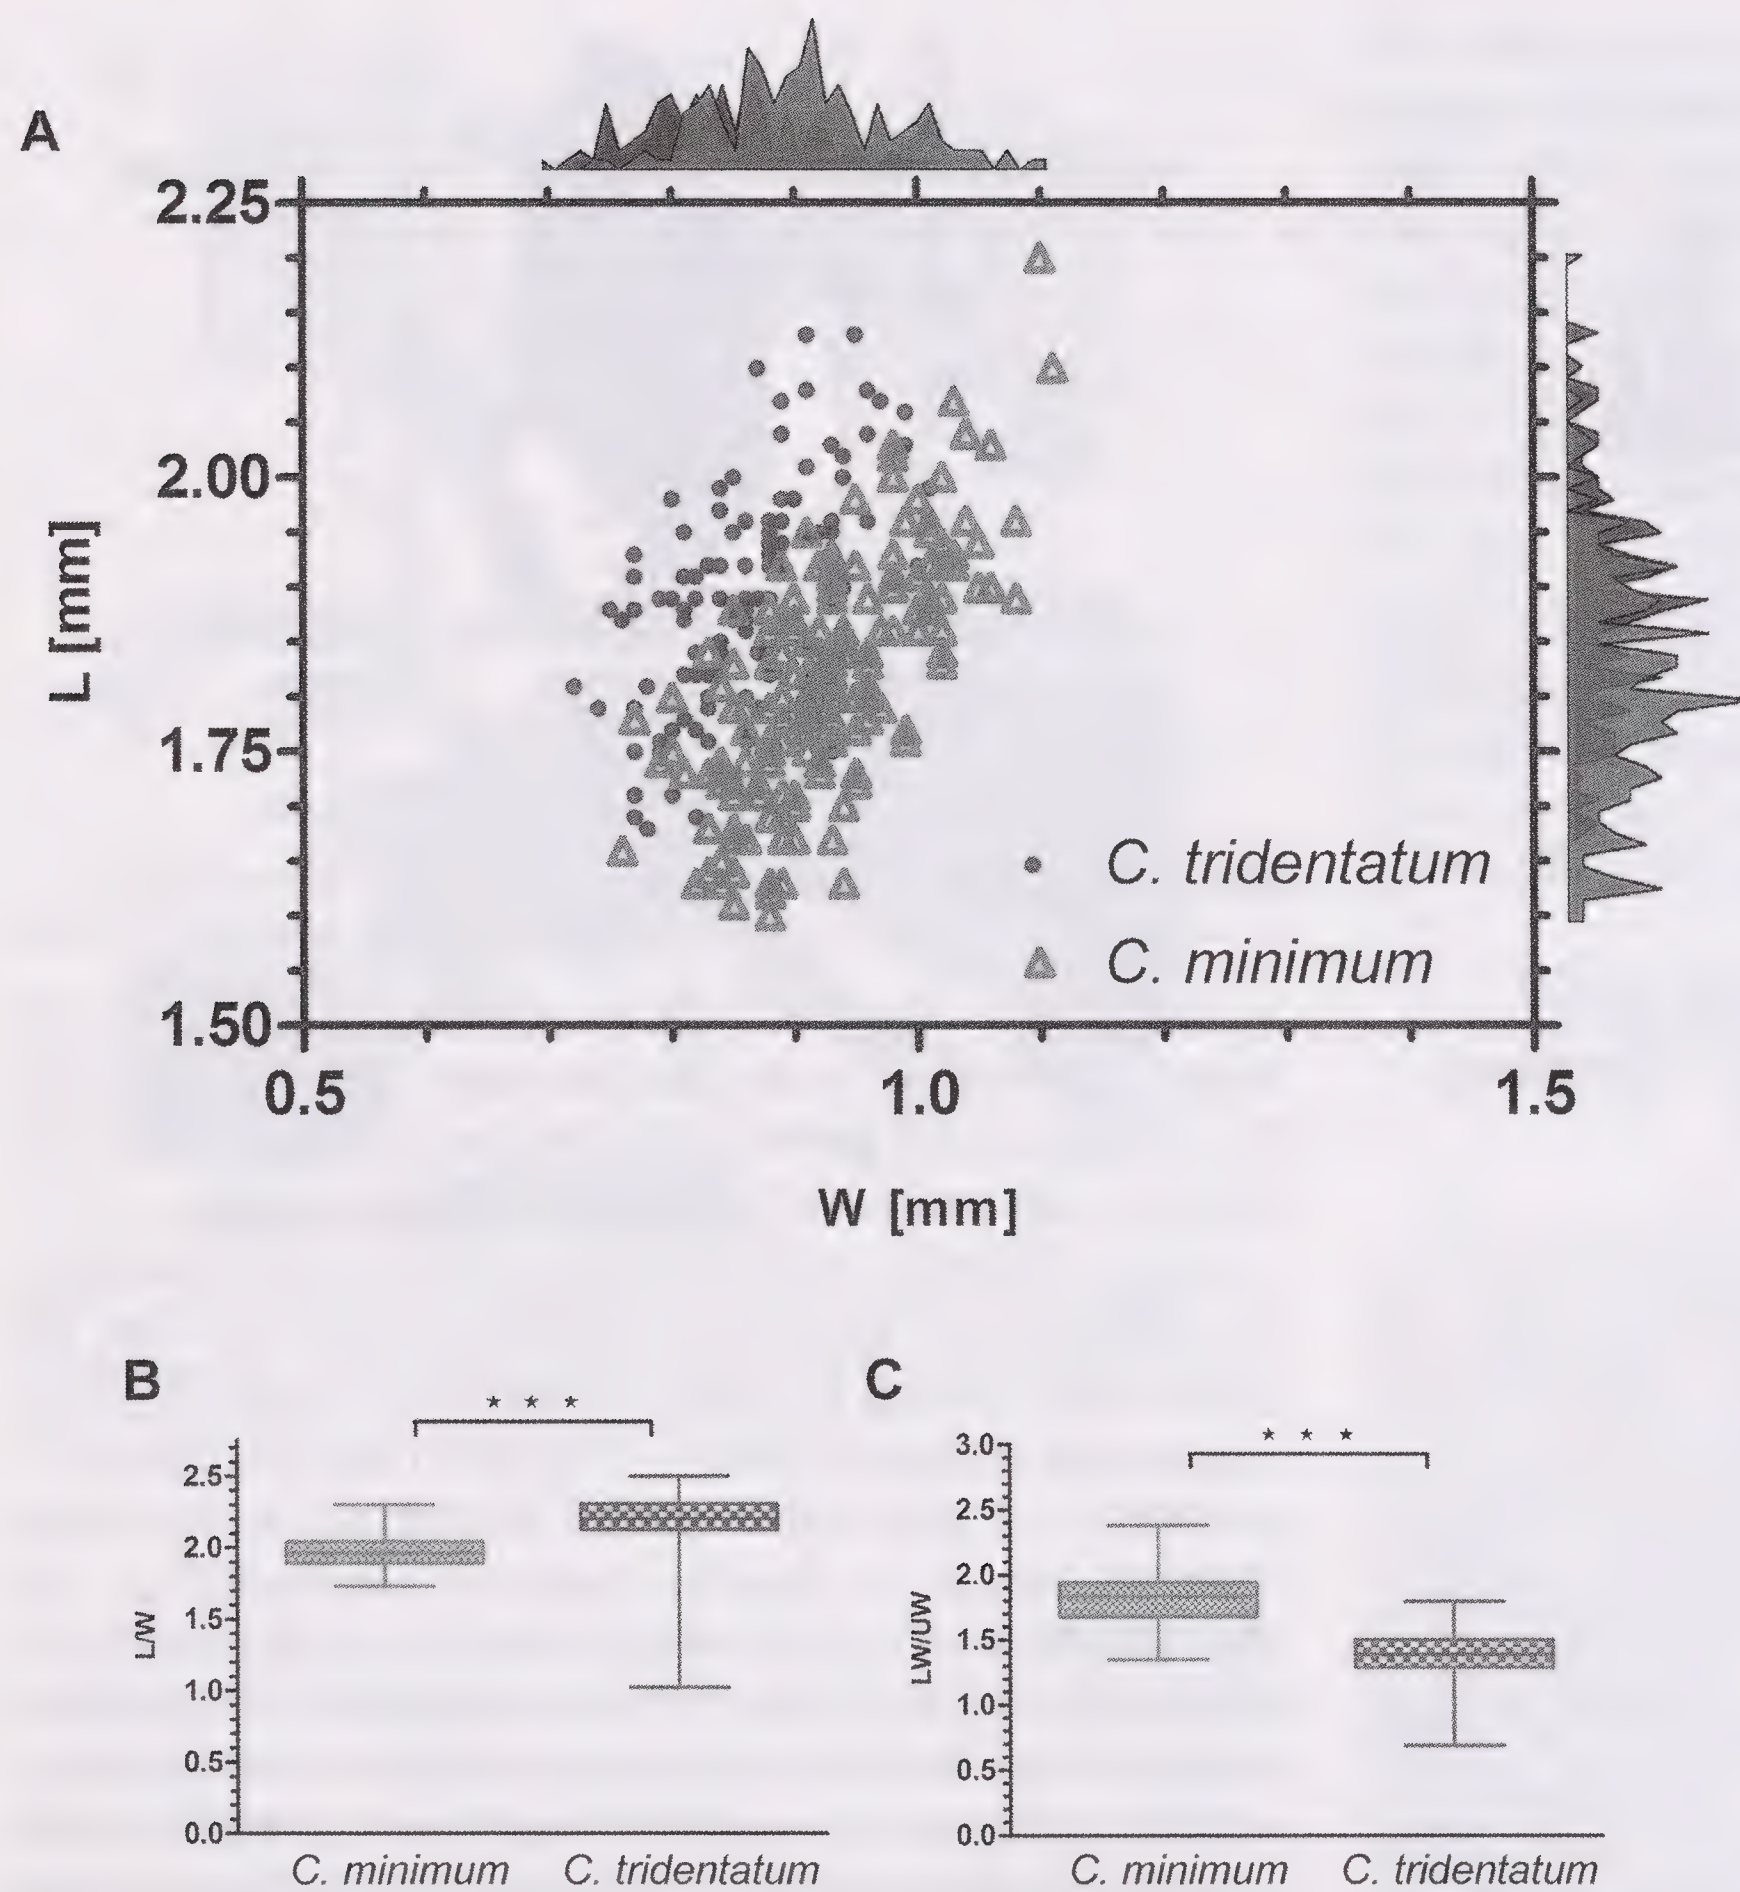 A
2.25
2.00
1.75
1.50
L [mm]
C. tridentatum
C. minimum
0.5 1.0 1.5
W [mm]
B
* * *
2.5
2.0
1.5
1.0
0.5
0.0
L/W
C. minimum C. tridentatum
C
* * *
3.0
2.5
2.0
1.5
1.0
0.5
0.0
LW/UW
C. minimum C. tridentatum